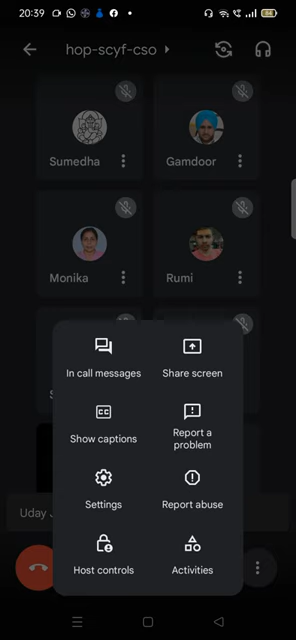 20:39
hop-scyf-cso
Sumedha
Gamdoor
Monika
Rumi
In call messages
Share screen
CC
Show captions
Report a
problem
Uday
Settings
Report abuse
Host controls
Activities